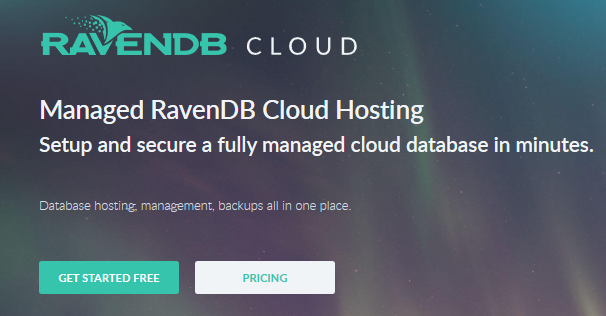 RAVENDB CLOUD
Managed RavenDB Cloud Hosting
Setup and secure a fully managed cloud database in minutes.
Database hosting, management, backups all in one place.
GET STARTED FREE PRICING